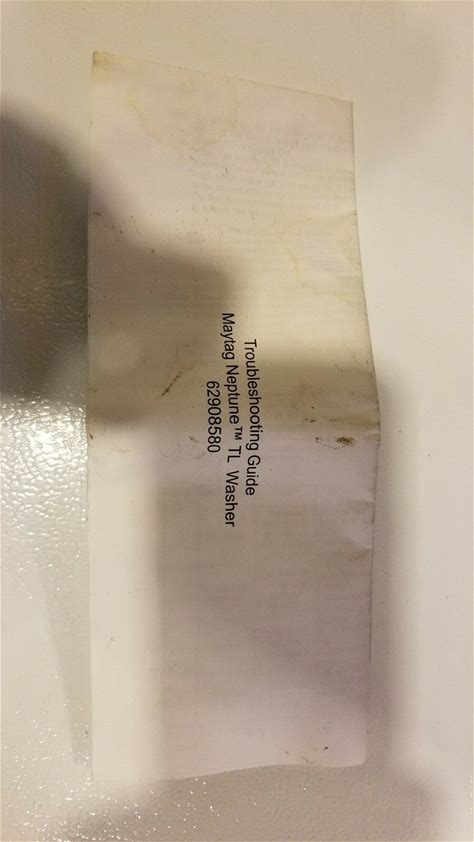 Troubleshooting Guide
Maytag Neptune™ TL Washer
62908580